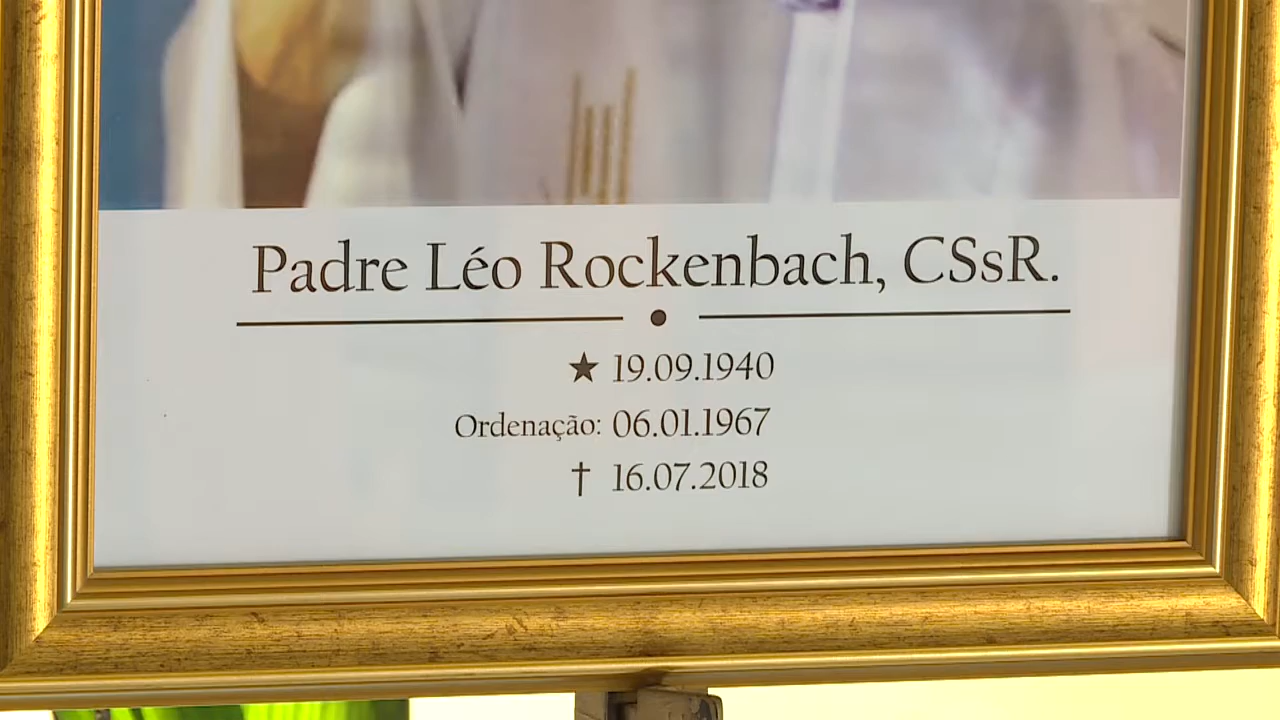 Padre Léo Rockenbach, CSsR.
★ 19.09.1940
Ordenação: 06.01.1967
† 16.07.2018